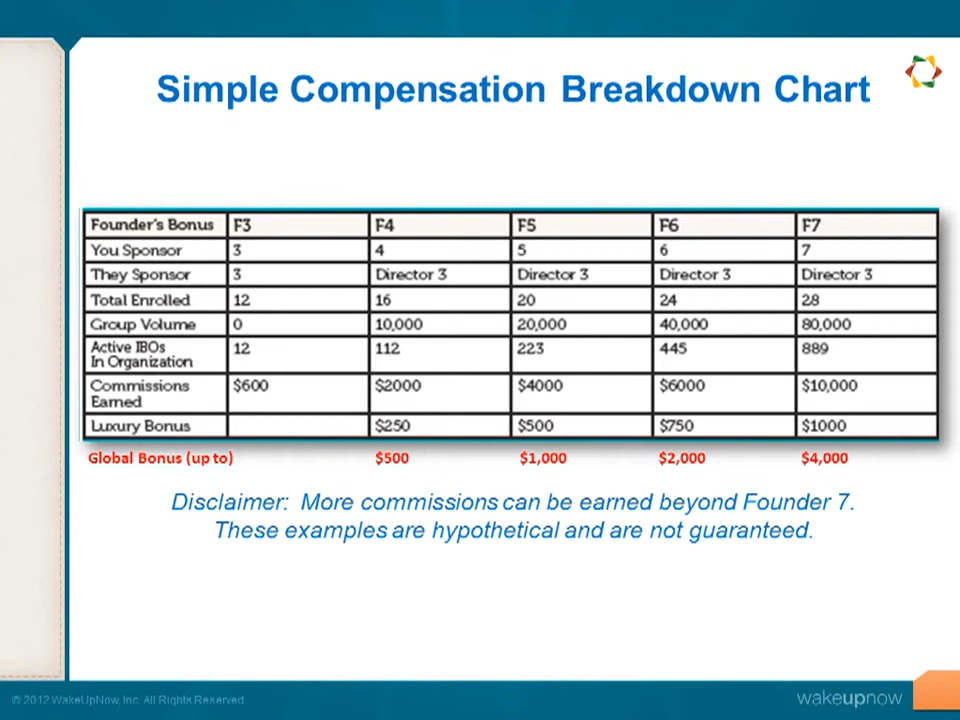 Simple Compensation Breakdown Chart
Founder's Bonus F3 F4 F5 F6 F7
You Sponsor 3 4 5 6 7
They Sponsor 3 Director 3 Director 3 Director 3 Director 3
Total Enrolled 12 16 20 24 28
Group Volume 0 10,000 20,000 40,000 80,000
Active IBOs 12 112 223 445 889
In Organization
Commissions $600 $2000 $4000 $6000 $10,000
Earned
Luxury Bonus $250 $500 $750 $1000
Global Bonus (up to) $500 $1,000 $2,000 $4,000
Disclaimer: More commissions can be earned beyond Founder 7.
These examples are hypothetical and are not guaranteed.
© 2012 WakeUpNow, Inc. All Rights Reserved
wakeupnow